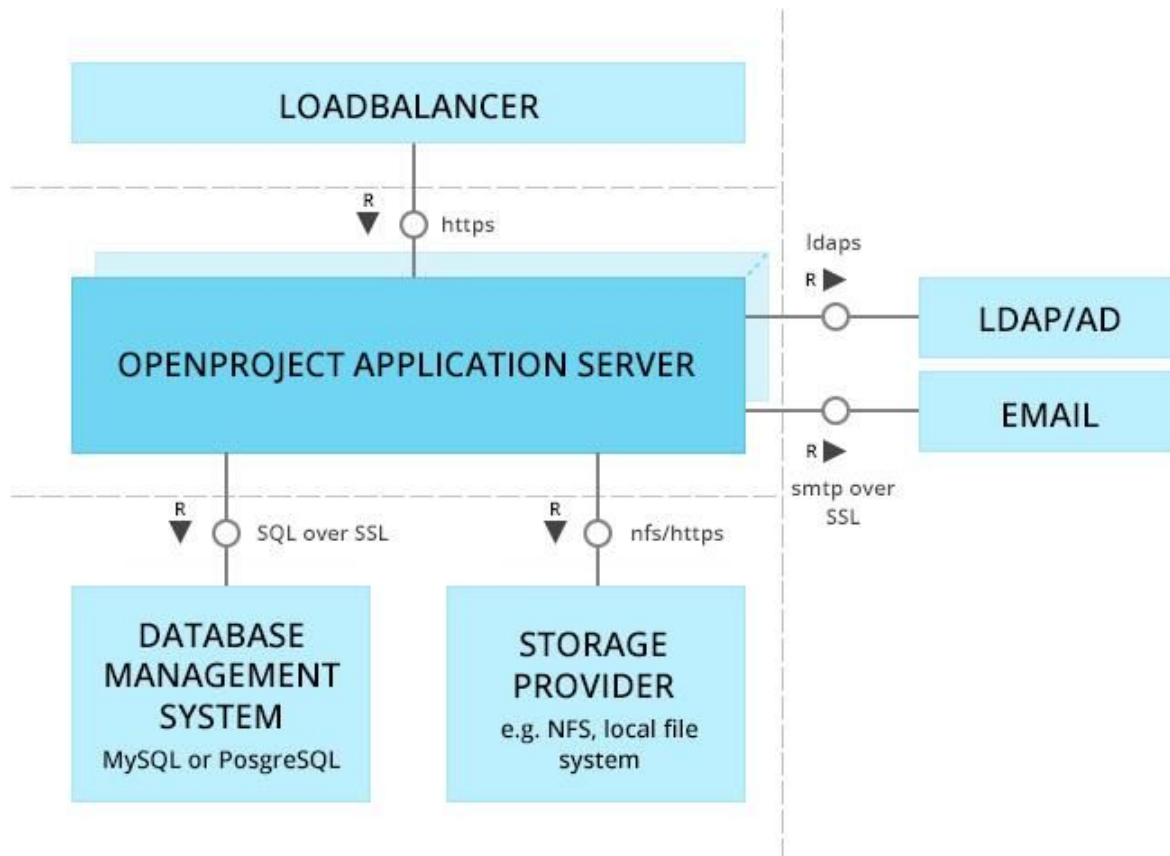 LOADBALANCER
R
https
ldaps
R
LDAP/AD
OPENPROJECT APPLICATION SERVER
EMAIL
R
smtp over
SSL
R
SQL over SSL
R
nfs/https
DATABASE
MANAGEMENT
SYSTEM
MySQL or PosgreSQL
STORAGE
PROVIDER
e.g. NFS, local file
system